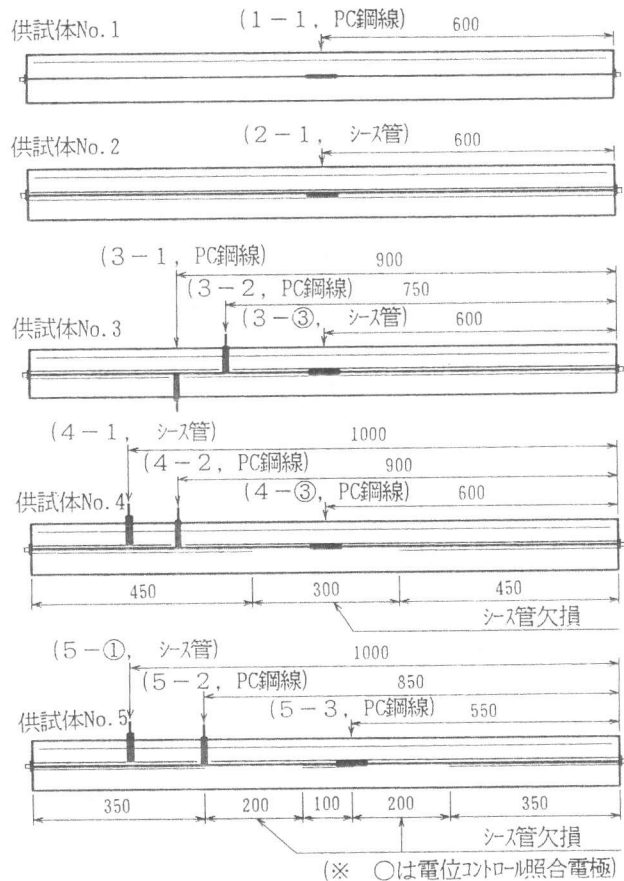 供試体No.1
(1-1, PC鋼線)
600
供試体No.2
(2-1, シース管)
600
(3-1, PC鋼線)
900
(3-2, PC鋼線)
750
供試体No.3
(3-③, シース管)
600
(4-1, シース管)
1000
(4-2, PC鋼線)
900
供試体No.4
(4-③, PC鋼線)
600
450 300 450
シース管欠損
(5-①, シース管)
1000
(5-2, PC鋼線)
850
供試体No.5
(5-3, PC鋼線)
550
350 200 100 200 350
シース管欠損
(※ ○は電位コントロール照合電極)